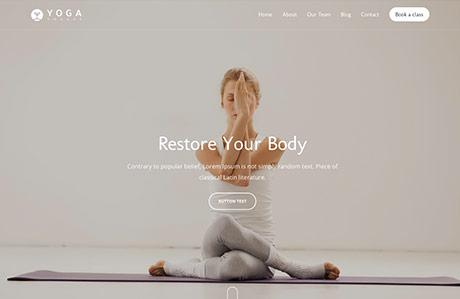 YOGA
Home
About
Our Team
Blog
Contact
Book a class
Restore Your Body
Contrary to popular belief, Lorem Ipsum is not simply random text. Piece of
classical Latin literature.
BUTTON TEXT